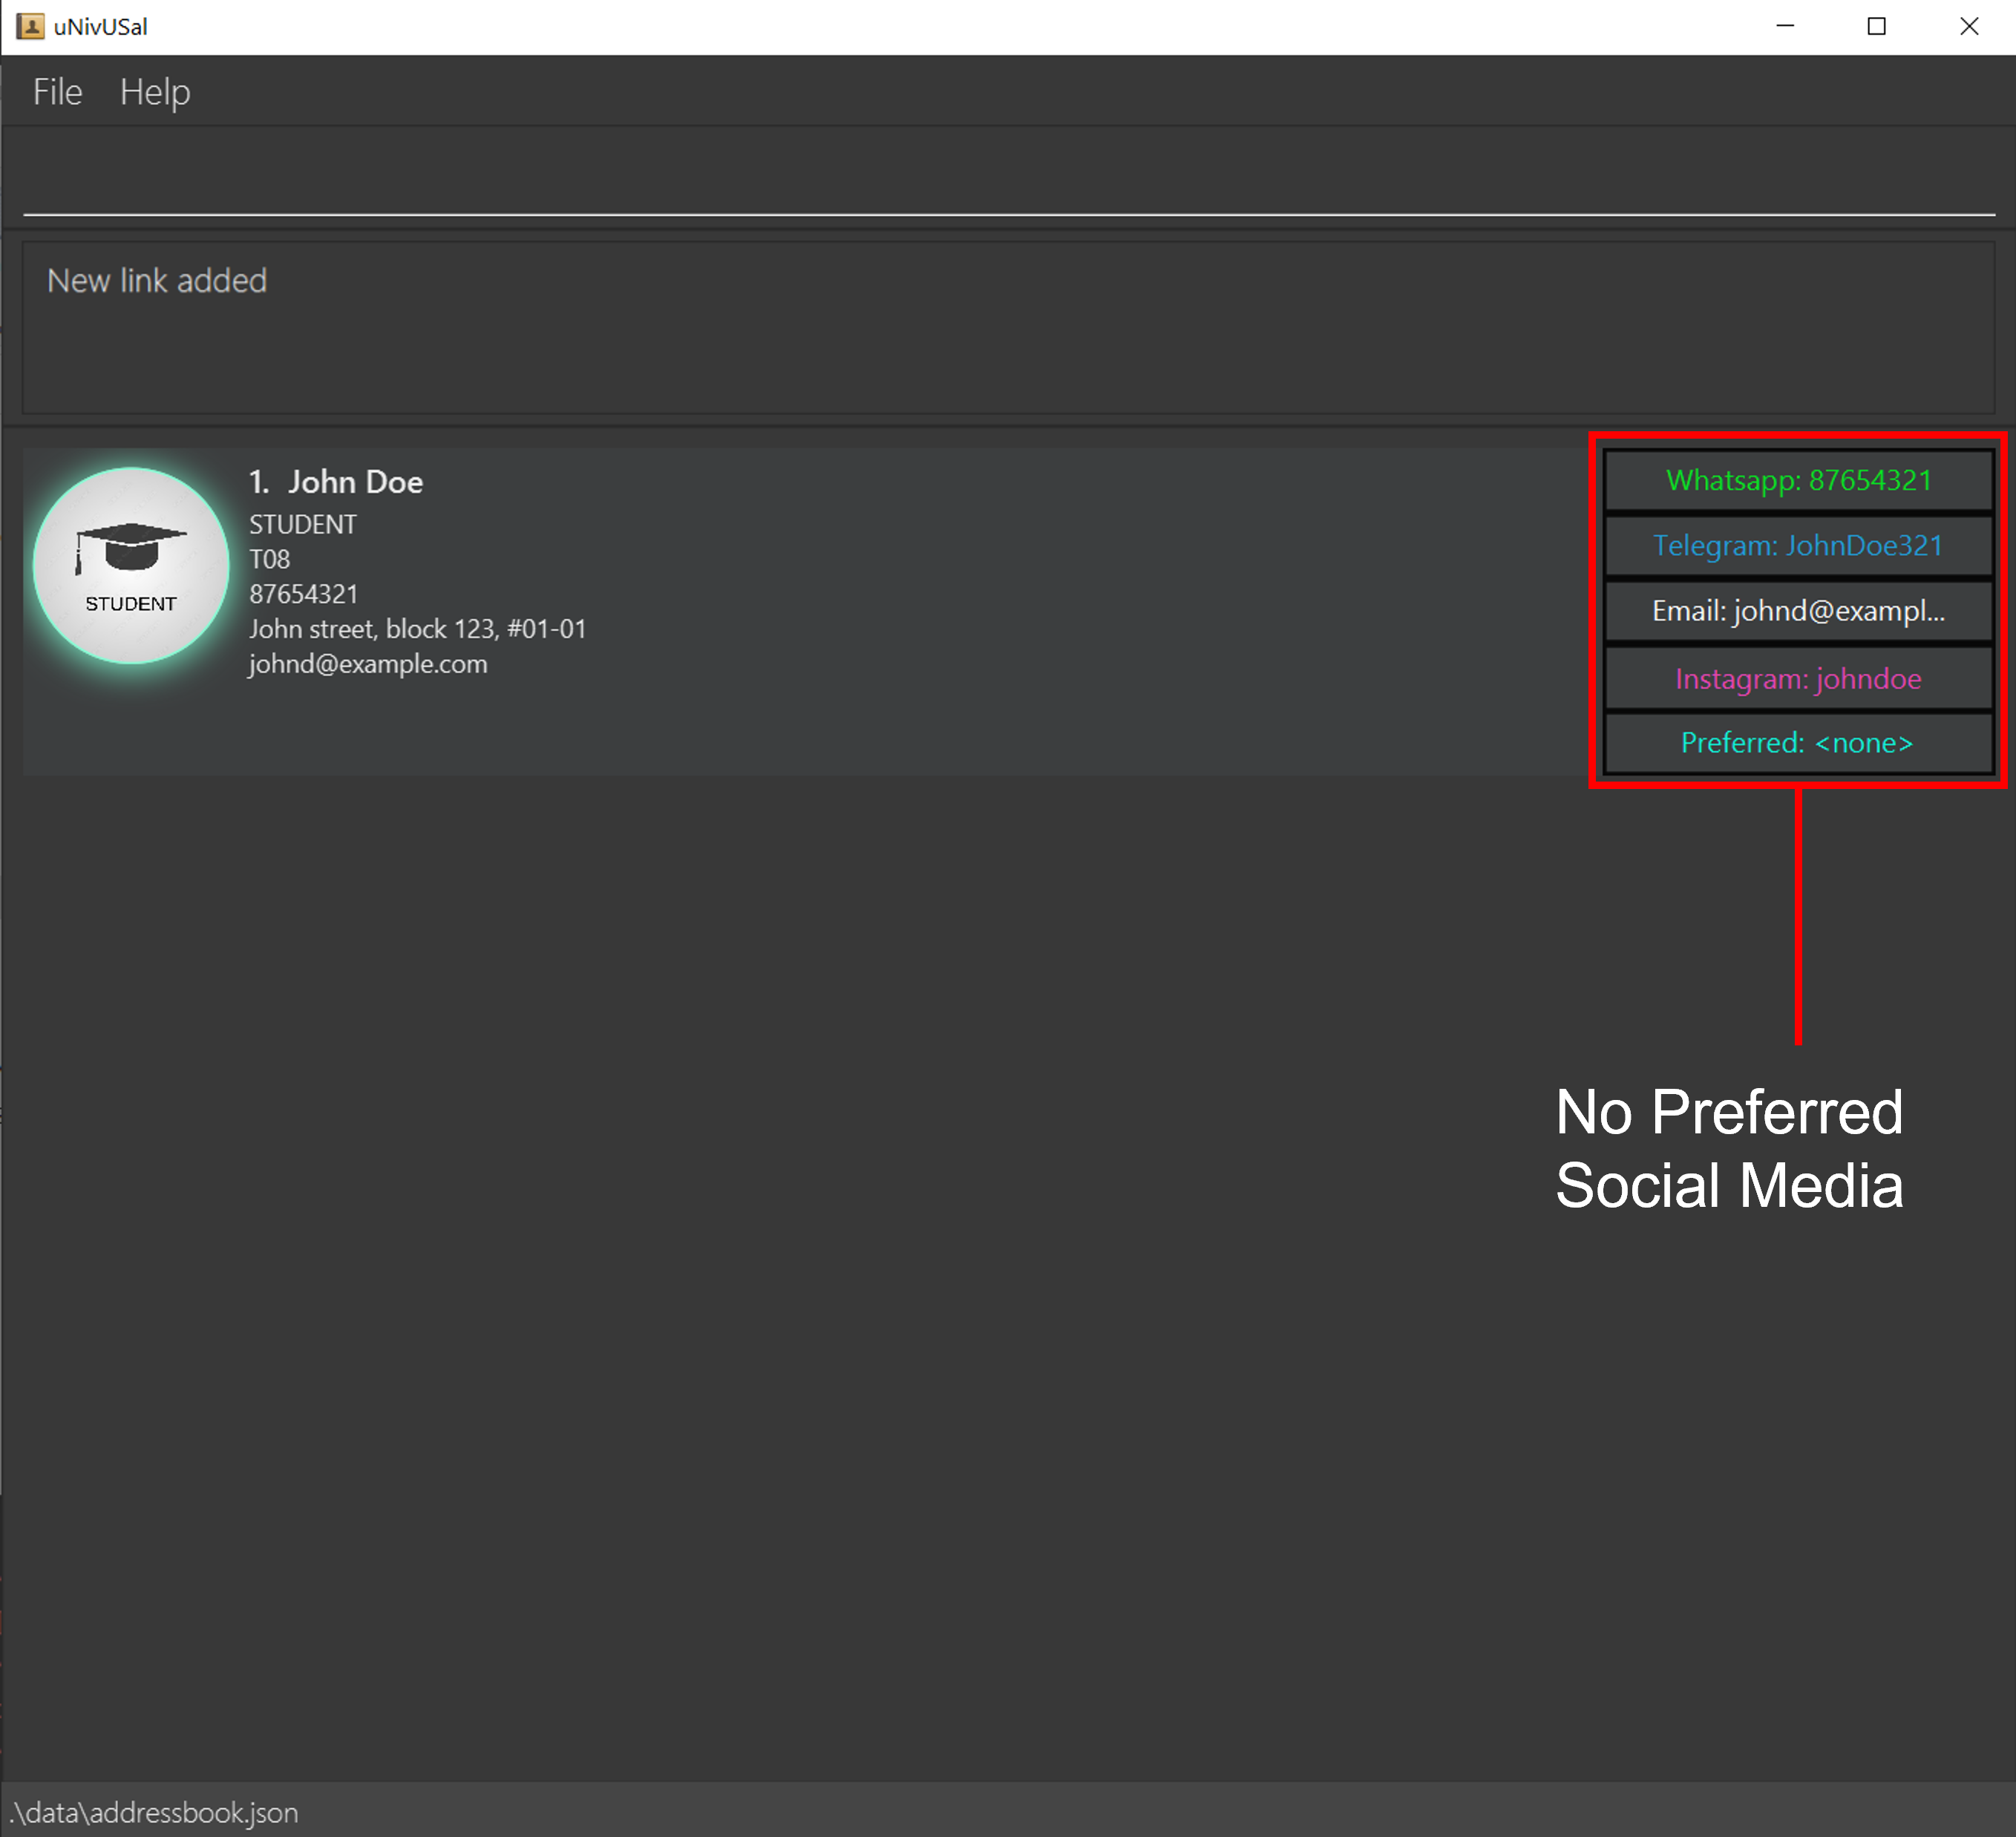 uNivUSal
File Help
New link added
1. John Doe
STUDENT
T08
87654321
John street, block 123, #01-01
johnd@example.com
STUDENT
Whatsapp: 87654321
Telegram: JohnDoe321
Email: johnd@exampl...
Instagram: johndoe
Preferred: <none>
No Preferred
Social Media
.\data\addressbook.json